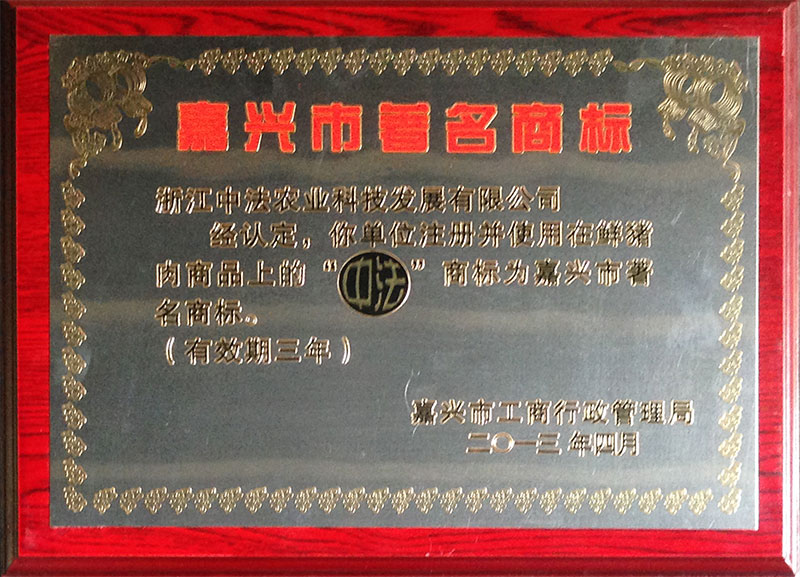 嘉兴市著名商标
浙江中法农业科技发展有限公司
经认定，你单位注册并使用在鲜猪
肉商品上的“中法”商标为嘉兴市著
名商标。
（有效期三年）
嘉兴市工商行政管理局
二〇一三年四月